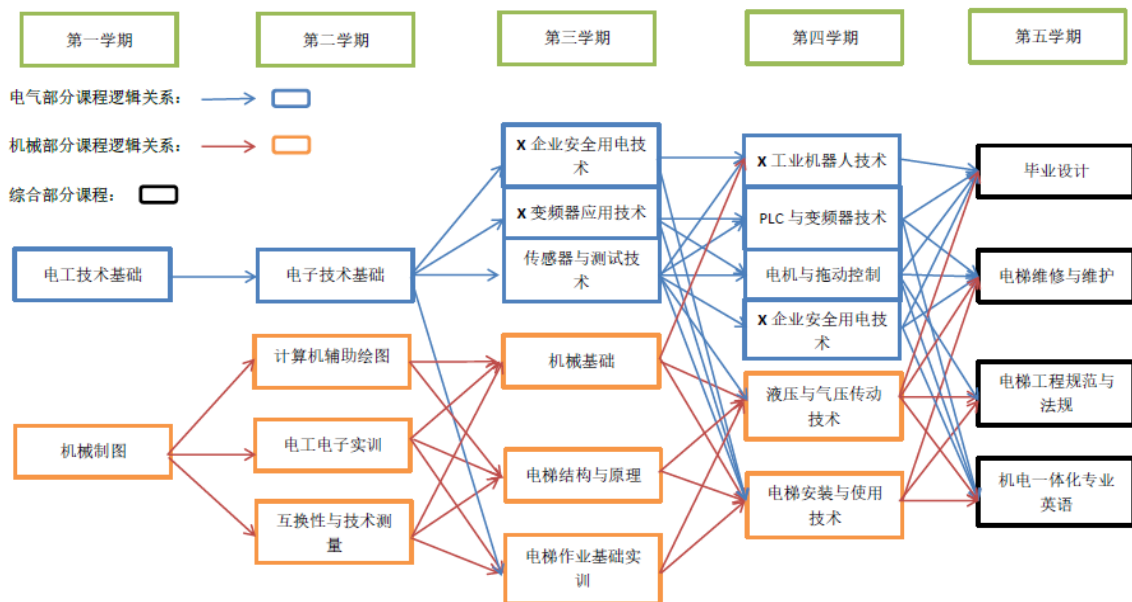 第一学期
第二学期
第三学期
第四学期
第五学期
电气部分课程逻辑关系：
机械部分课程逻辑关系：
综合部分课程：
电工技术基础
机械制图
电子技术基础
计算机辅助绘图
电工电子实训
互换性与技术测
量
X 企业安全用电技
术
X 变频器应用技术
传感器与测试技
术
机械基础
电梯结构与原理
电梯作业基础实
训
X 工业机器人技术
PLC 与变频器技术
电机与拖动控制
X 企业安全用电技
术
液压与气压传动
技术
电梯安装与使用
技术
毕业设计
电梯维修与维护
电梯工程规范与
法规
机电一体化专业
英语